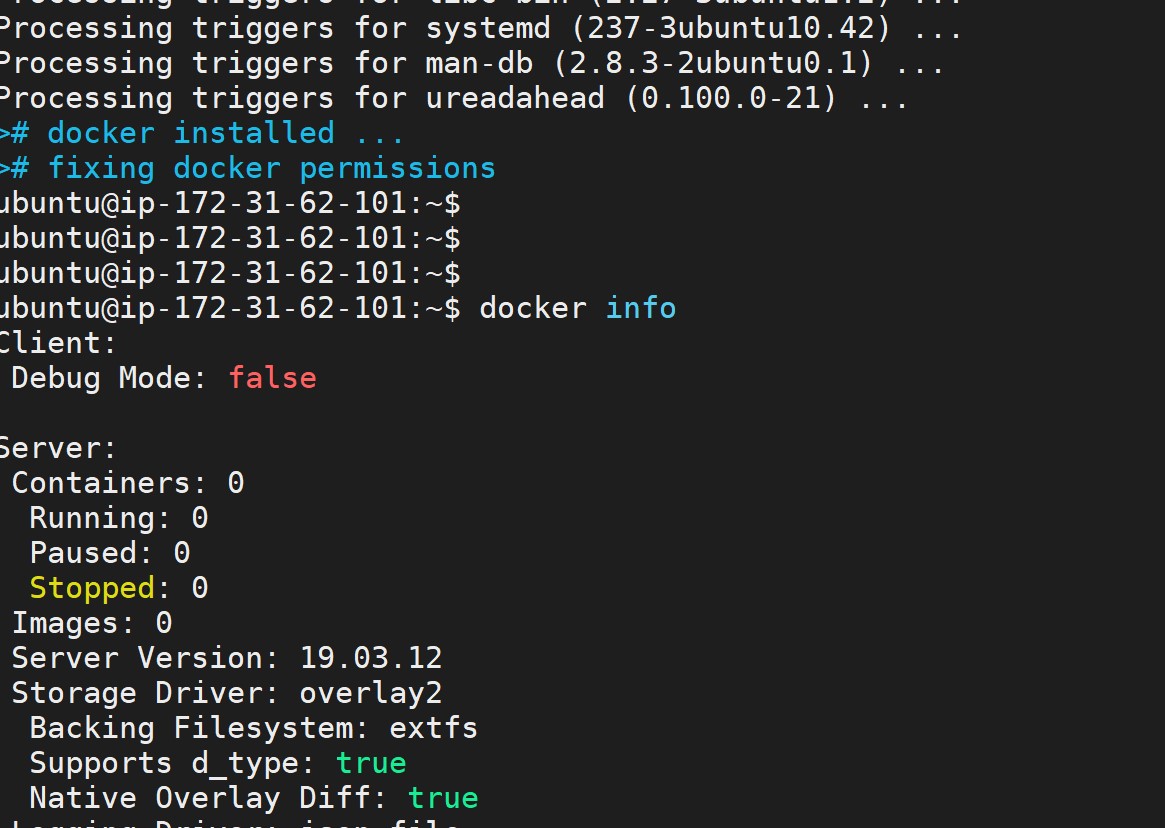 Processing triggers for systemd (237-3ubuntu10.42) ...
Processing triggers for man-db (2.8.3-2ubuntu0.1) ...
Processing triggers for ureadahead (0.100.0-21) ...
># docker installed ...
># fixing docker permissions
ubuntu@ip-172-31-62-101:~$
ubuntu@ip-172-31-62-101:~$
ubuntu@ip-172-31-62-101:~$
ubuntu@ip-172-31-62-101:~$ docker info
Client:
Debug Mode: false
Server:
Containers: 0
Running: 0
Paused: 0
Stopped: 0
Images: 0
Server Version: 19.03.12
Storage Driver: overlay2
Backing Filesystem: extfs
Supports d_type: true
Native Overlay Diff: true
Logging Driver: json-file